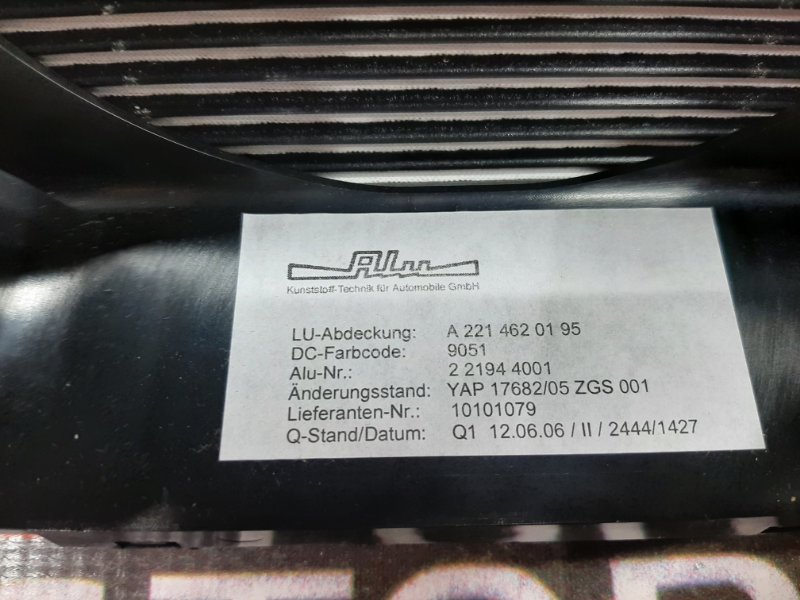 Alu
Kunststoff-Technik für Automobile GmbH
LU-Abdeckung: A 221 462 01 95
DC-Farbcode: 9051
Alu-Nr.: 2 2194 4001
Änderungsstand: YAP 17682/05 ZGS 001
Lieferanten-Nr.: 10101079
Q-Stand/Datum: Q1 12.06.06 / II / 2444/1427